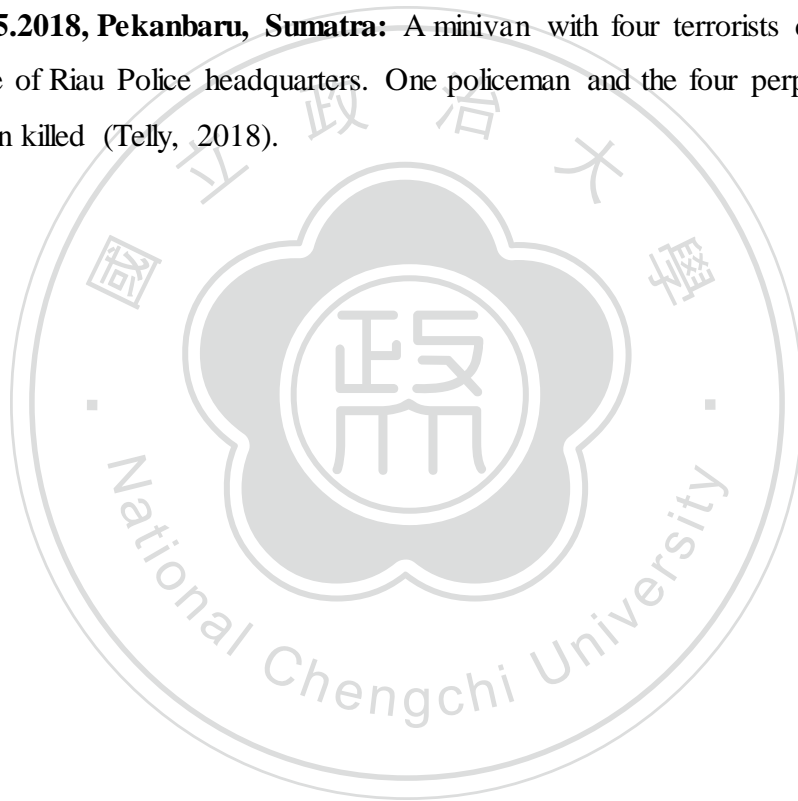 5.2018, Pekanbaru, Sumatra: A minivan with four terrorists
of Riau Police headquarters. One policeman and the four
killed (Telly, 2018).
國立政治大學
政
National Chengchi University